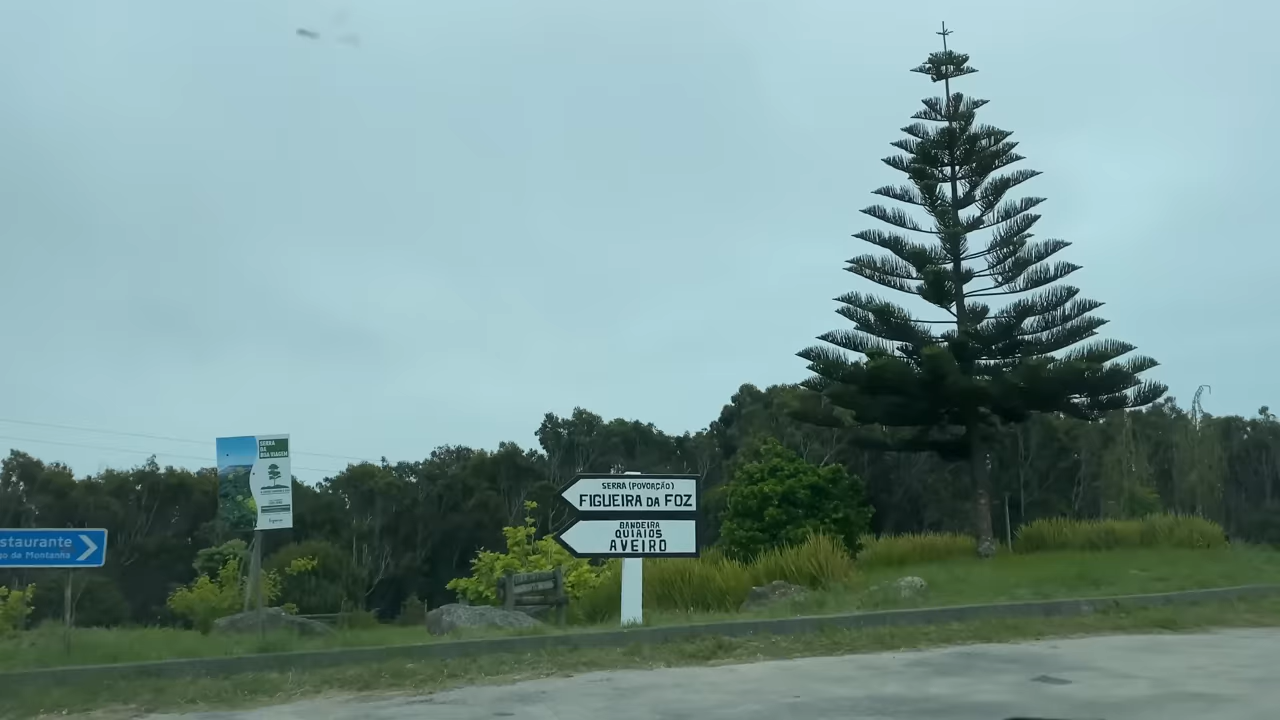 staurante
go da Montanha
SERRA
DA
BOA VIAGEM
SERRA (POVOAÇÃO)
FIGUEIRA DA FOZ
BANDEIRA
QUIAIOS
AVEIRO